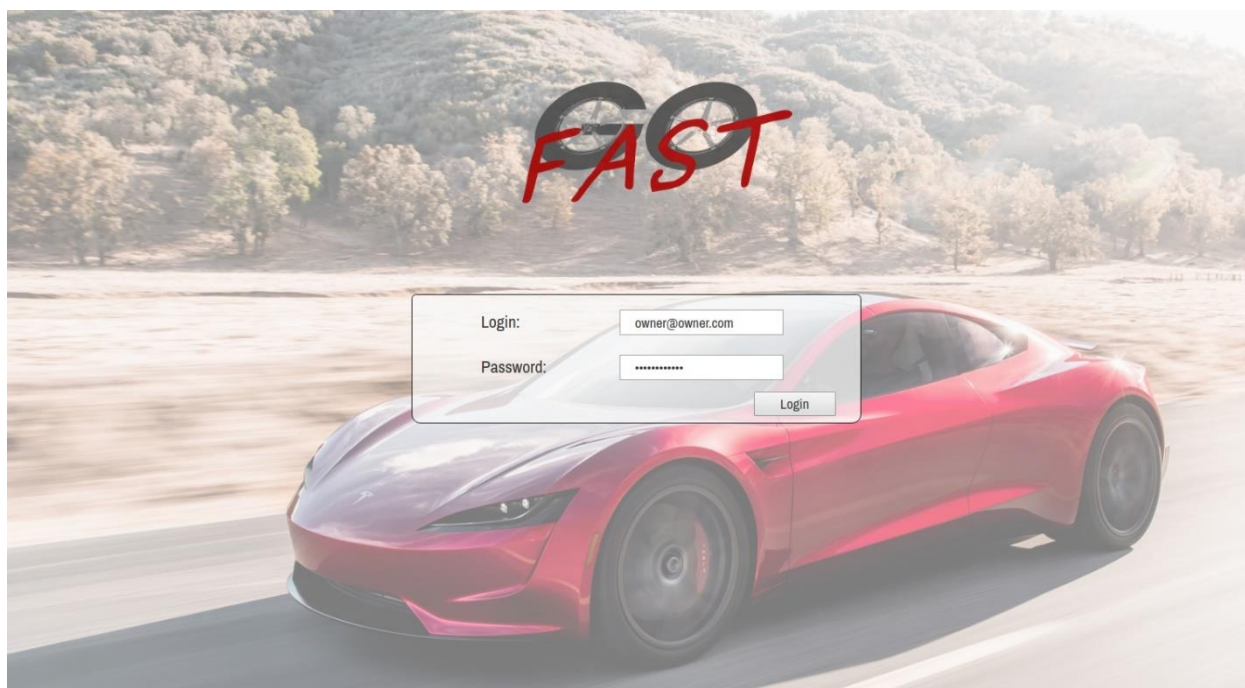 GO
FAST
Login:
owner@owner.com
Password:
••••••••••••
Login